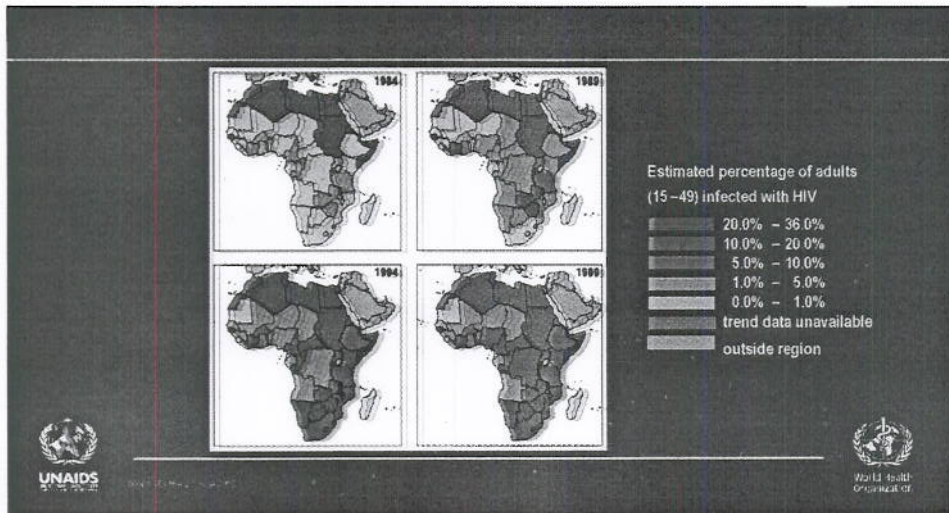 1984
1989
1994
1999
Estimated percentage of adults
(15–49) infected with HIV
20.0% – 36.0%
10.0% – 20.0%
5.0% – 10.0%
1.0% – 5.0%
0.0% – 1.0%
trend data unavailable
outside region
UNAIDS
World Health
Organization